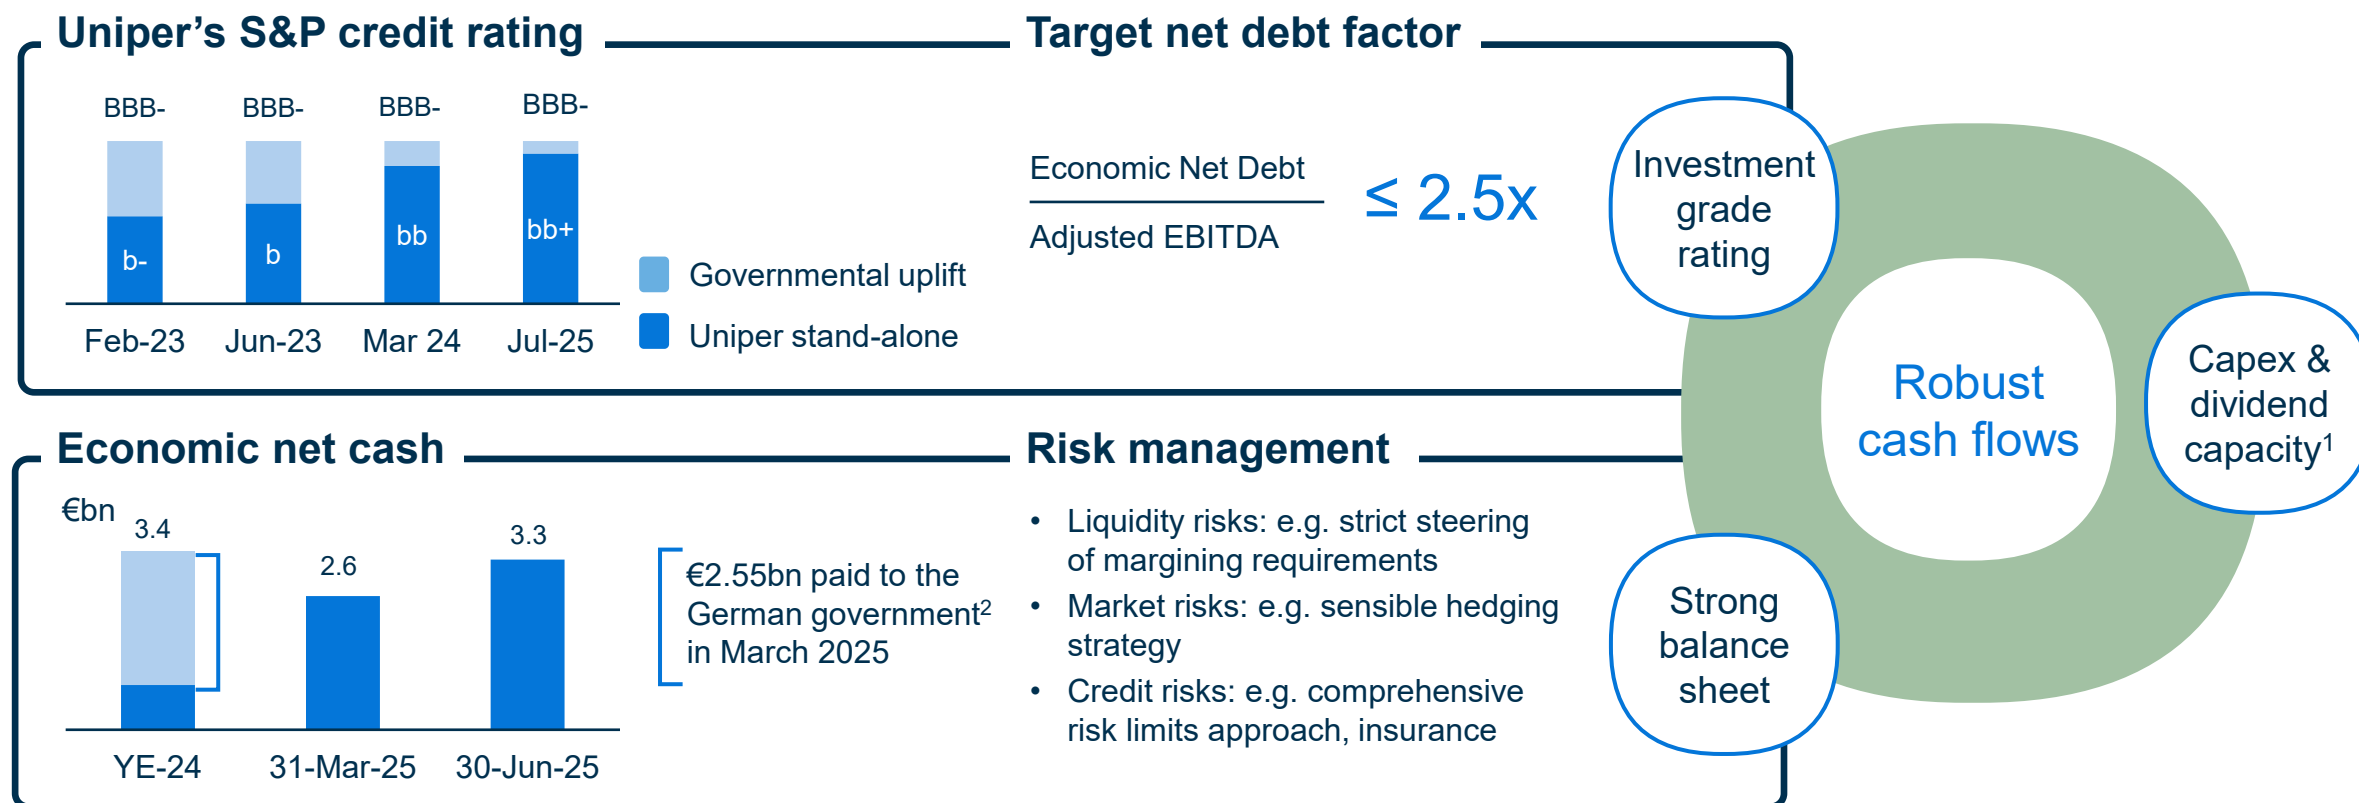 Uniper’s S&P credit rating
BBB-
BBB-
BBB-
BBB-
b-
b
bb
bb+
Feb-23
Jun-23
Mar 24
Jul-25
Governmental uplift
Uniper stand-alone
Target net debt factor
Economic Net Debt
Adjusted EBITDA
≤ 2.5x
Economic net cash
€bn
3.4
2.6
3.3
YE-24
31-Mar-25
30-Jun-25
€2.55bn paid to the
German government²
in March 2025
Risk management
• Liquidity risks: e.g. strict steering
of margining requirements
• Market risks: e.g. sensible hedging
strategy
• Credit risks: e.g. comprehensive
risk limits approach, insurance
Investment
grade
rating
Robust
cash flows
Capex &
dividend
capacity¹
Strong
balance
sheet